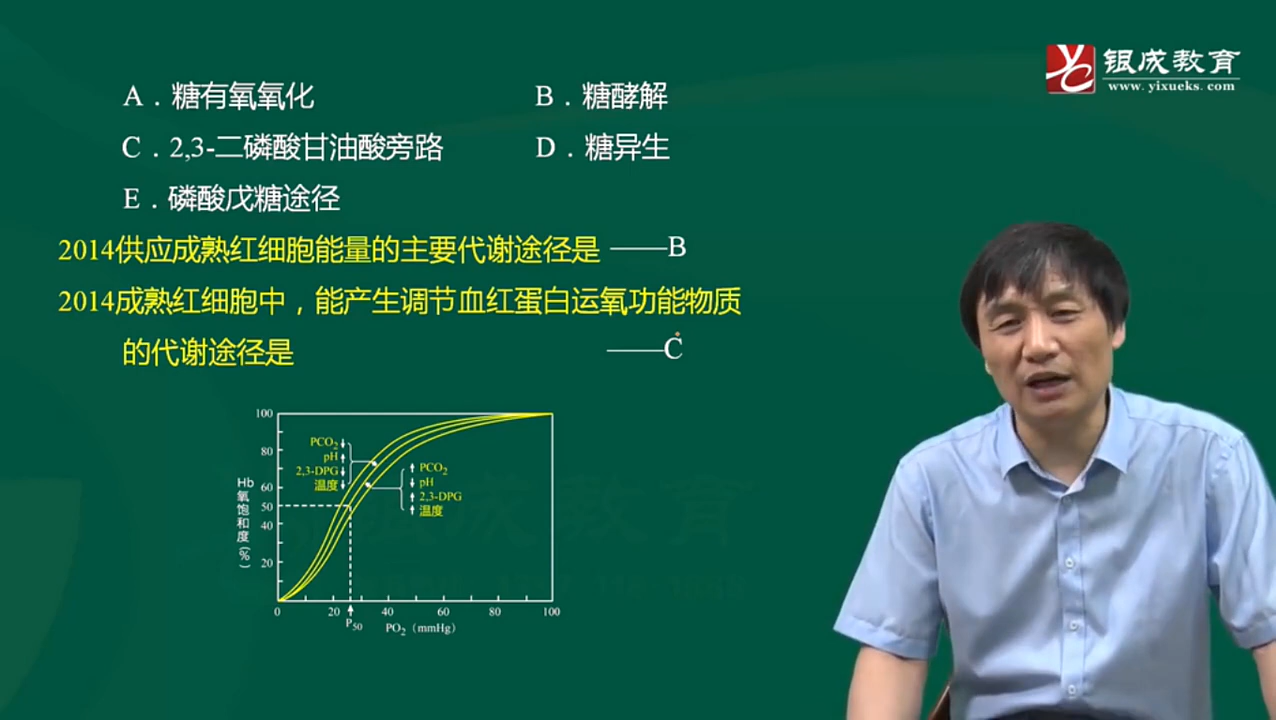 银成教育
www.yixueks.com
A．糖有氧氧化 B．糖酵解
C．2,3-二磷酸甘油酸旁路 D．糖异生
E．磷酸戊糖途径
2014供应成熟红细胞能量的主要代谢途径是 ——B
2014成熟红细胞中，能产生调节血红蛋白运氧功能物质
的代谢途径是 ——C
100
80
60
50
40
20
Hb氧饱和度(%)
PCO₂↓
pH↑
2,3-DPG↓
温度↓
↑PCO₂
↓pH
↑2,3-DPG
↑温度
0 20 40 60 80 100
P₅₀
PO₂（mmHg）
银成教育